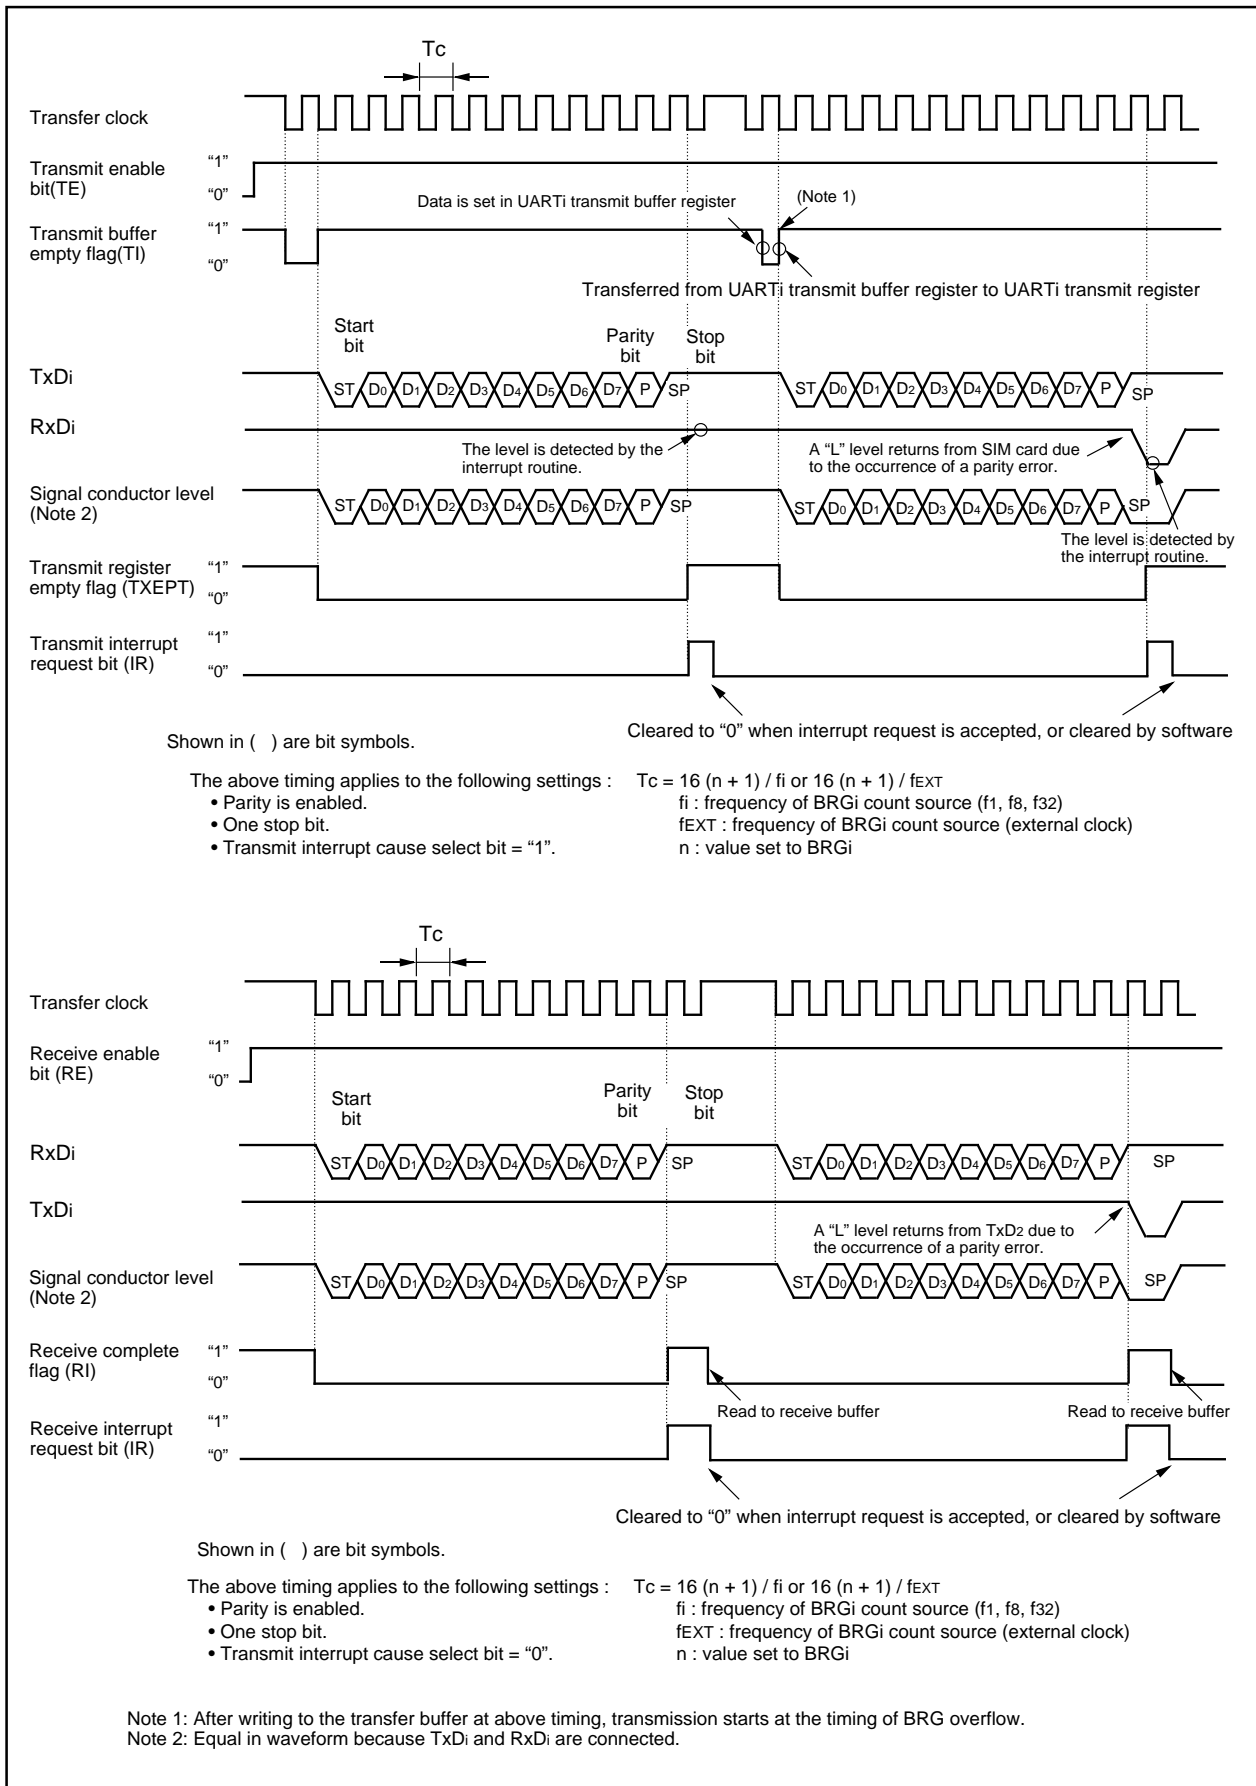 Tc
Transfer clock
Transmit enable
bit(TE)
“1”
“0”
Data is set in UARTi transmit buffer register
(Note 1)
Transmit buffer
empty flag(TI)
“1”
“0”
Transferred from UARTi transmit buffer register to UARTi transmit register
Start
bit
Parity
bit
Stop
bit
TxDi
ST D0 D1 D2 D3 D4 D5 D6 D7 P SP
ST D0 D1 D2 D3 D4 D5 D6 D7 P SP
RxDi
The level is detected by the
interrupt routine.
A “L” level returns from SIM card due
to the occurrence of a parity error.
Signal conductor level
(Note 2)
ST D0 D1 D2 D3 D4 D5 D6 D7 P SP
ST D0 D1 D2 D3 D4 D5 D6 D7 P SP
The level is detected by
the interrupt routine.
Transmit register
empty flag (TXEPT)
“1”
“0”
Transmit interrupt
request bit (IR)
“1”
“0”
Cleared to “0” when interrupt request is accepted, or cleared by software
Shown in ( ) are bit symbols.
The above timing applies to the following settings :
• Parity is enabled.
• One stop bit.
• Transmit interrupt cause select bit = “1”.
Tc = 16 (n + 1) / fi or 16 (n + 1) / fEXT
fi : frequency of BRGi count source (f1, f8, f32)
fEXT : frequency of BRGi count source (external clock)
n : value set to BRGi
Tc
Transfer clock
Receive enable
bit (RE)
“1”
“0”
Start
bit
Parity
bit
Stop
bit
RxDi
ST D0 D1 D2 D3 D4 D5 D6 D7 P SP
ST D0 D1 D2 D3 D4 D5 D6 D7 P SP
TxDi
A “L” level returns from TxD2 due to
the occurrence of a parity error.
Signal conductor level
(Note 2)
ST D0 D1 D2 D3 D4 D5 D6 D7 P SP
ST D0 D1 D2 D3 D4 D5 D6 D7 P SP
Receive complete
flag (RI)
“1”
“0”
Read to receive buffer
Read to receive buffer
Receive interrupt
request bit (IR)
“1”
“0”
Cleared to “0” when interrupt request is accepted, or cleared by software
Shown in ( ) are bit symbols.
The above timing applies to the following settings :
• Parity is enabled.
• One stop bit.
• Transmit interrupt cause select bit = “0”.
Tc = 16 (n + 1) / fi or 16 (n + 1) / fEXT
fi : frequency of BRGi count source (f1, f8, f32)
fEXT : frequency of BRGi count source (external clock)
n : value set to BRGi
Note 1: After writing to the transfer buffer at above timing, transmission starts at the timing of BRG overflow.
Note 2: Equal in waveform because TxDi and RxDi are connected.